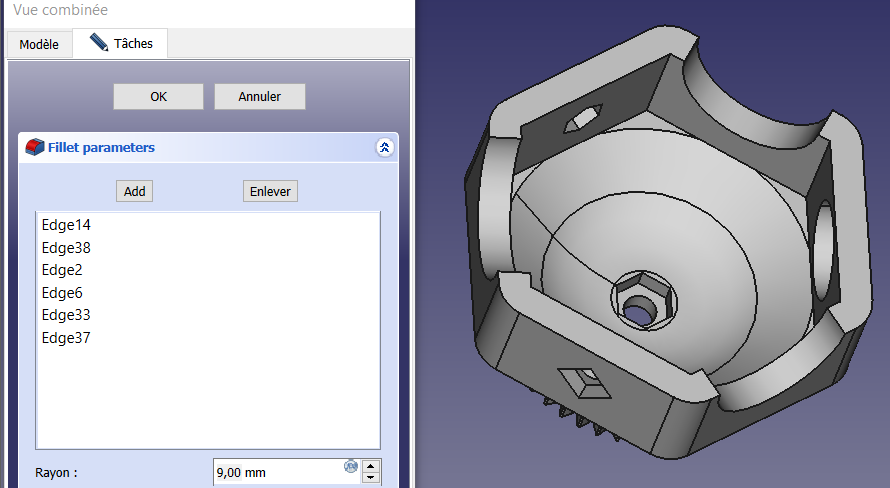 Vue combinée
Modèle
Tâches
OK
Annuler
Fillet parameters
Add
Enlever
Edge14
Edge38
Edge2
Edge6
Edge33
Edge37
Rayon :
9,00 mm